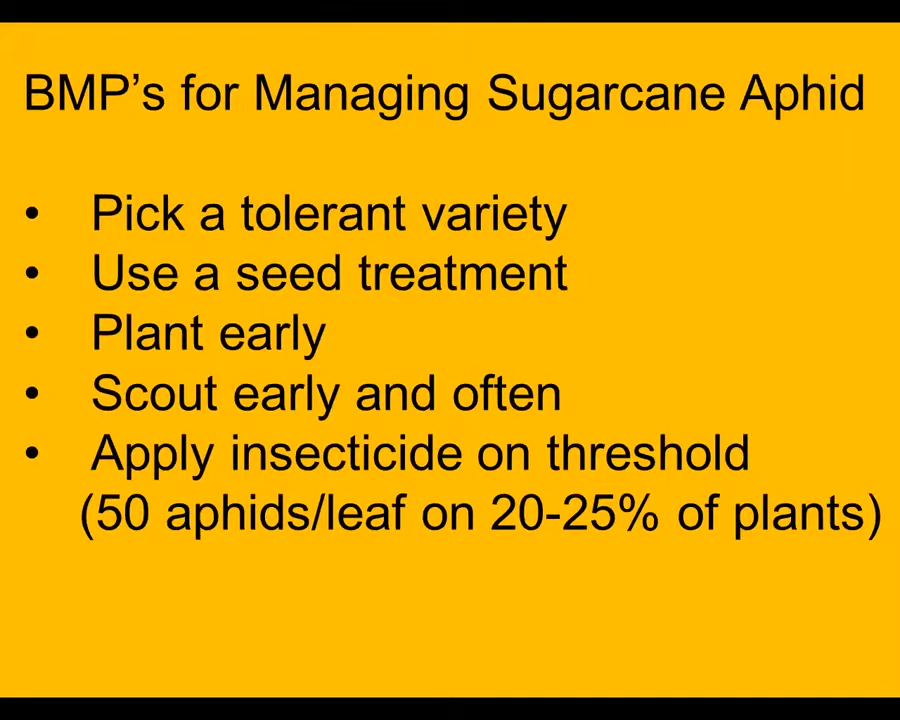 BMP’s for Managing Sugarcane Aphid
• Pick a tolerant variety
• Use a seed treatment
• Plant early
• Scout early and often
• Apply insecticide on threshold
(50 aphids/leaf on 20-25% of plants)